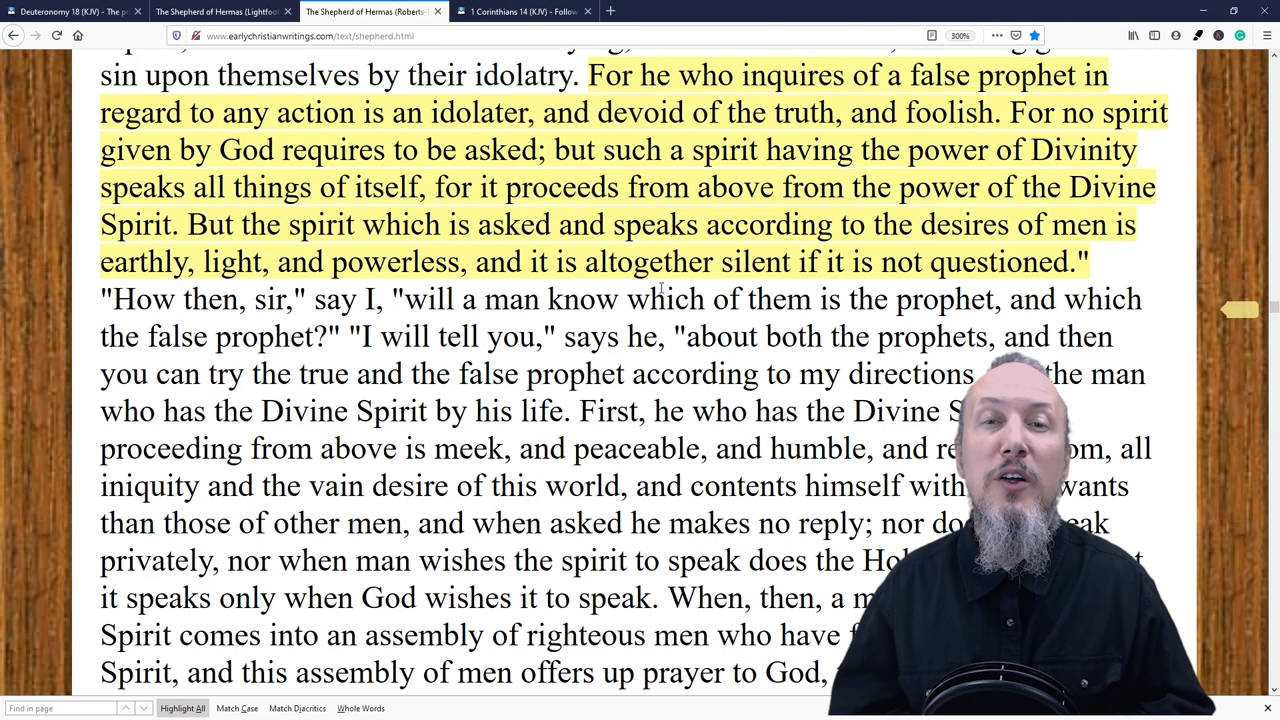 Deuteronomy 18 (KJV) - The pr
The Shepherd of Hermas (Lightfoot
The Shepherd of Hermas (Roberts-
1 Corinthians 14 (KJV) - Follow
www.earlychristianwritings.com/text/shepherd.html
300%
sin upon themselves by their idolatry. For he who inquires of a false prophet in
regard to any action is an idolater, and devoid of the truth, and foolish. For no spirit
given by God requires to be asked; but such a spirit having the power of Divinity
speaks all things of itself, for it proceeds from above from the power of the Divine
Spirit. But the spirit which is asked and speaks according to the desires of men is
earthly, light, and powerless, and it is altogether silent if it is not questioned."
"How then, sir," say I, "will a man know which of them is the prophet, and which
the false prophet?" "I will tell you," says he, "about both the prophets, and then
you can try the true and the false prophet according to my directions the man
who has the Divine Spirit by his life. First, he who has the Divine S
proceeding from above is meek, and peaceable, and humble, and re om, all
iniquity and the vain desire of this world, and contents himself with wants
than those of other men, and when asked he makes no reply; nor do eak
privately, nor when man wishes the spirit to speak does the Ho t
it speaks only when God wishes it to speak. When, then, a m
Spirit comes into an assembly of righteous men who have f
Spirit, and this assembly of men offers up prayer to God,
Find in page
Highlight All
Match Case
Match Diacritics
Whole Words